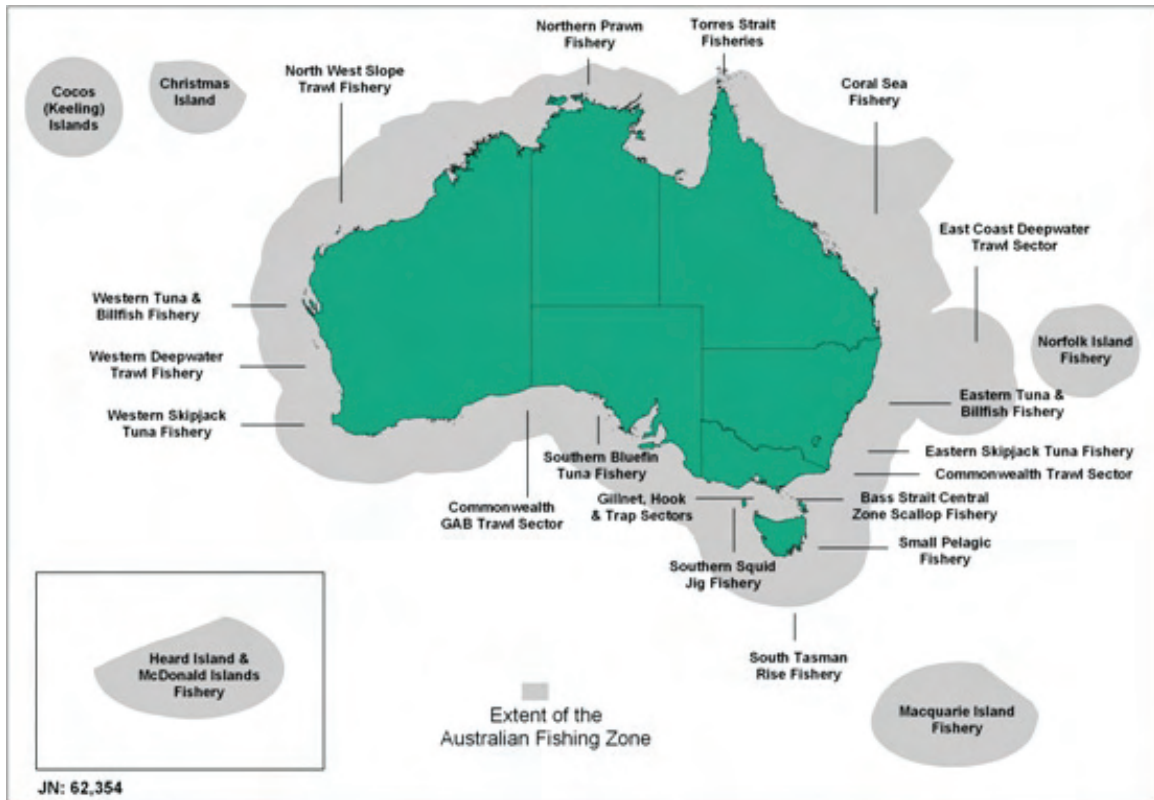 Northern Prawn
Fishery
Torres Strait
Fisheries
North West Slope
Trawl Fishery
Christmas
Island
Cocos
(Keeling)
Islands
Coral Sea
Fishery
East Coast Deepwater
Trawl Sector
Western Tuna &
Billfish Fishery
Norfolk Island
Fishery
Western Deepwater
Trawl Fishery
Eastern Tuna &
Billfish Fishery
Western Skipjack
Tuna Fishery
Eastern Skipjack Tuna Fishery
Southern Bluefin
Tuna Fishery
Commonwealth Trawl Sector
Commonwealth
GAB Trawl Sector
Gillnet, Hook
& Trap Sectors
Bass Strait Central
Zone Scallop Fishery
Small Pelagic
Fishery
Southern Squid
Jig Fishery
South Tasman
Rise Fishery
Heard Island &
McDonald Islands
Fishery
Macquarie Island
Fishery
Extent of the
Australian Fishing Zone
JN: 62,354